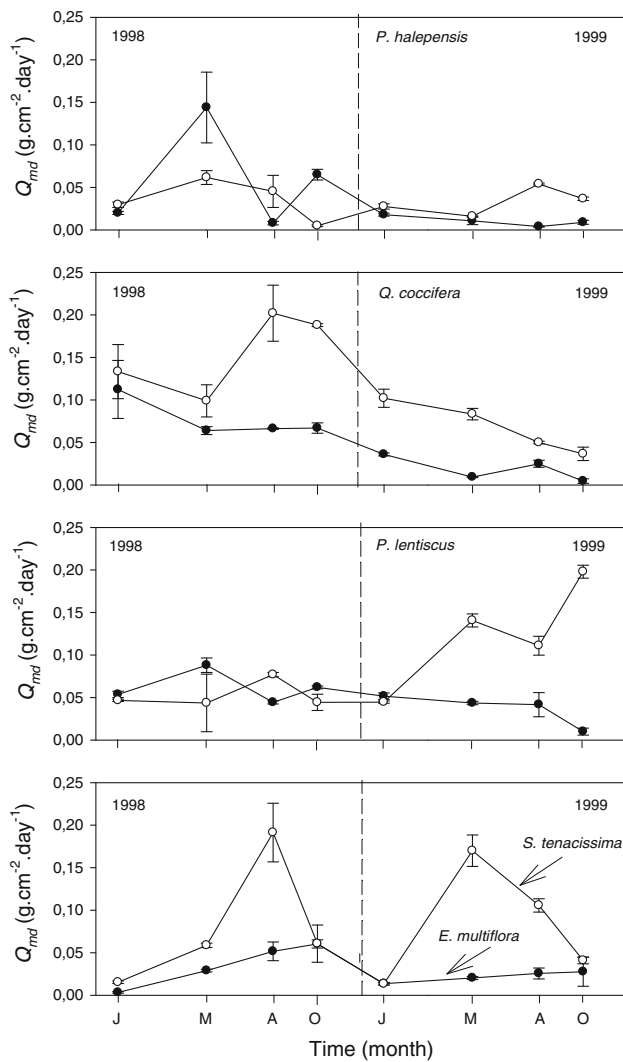 0,25
1998
P. halepensis
1999
0,20
0,15
0,10
0,05
0,00
Qmd (g.cm-2.day-1)
0,25
1998
Q. coccifera
1999
0,20
0,15
0,10
0,05
0,00
Qmd (g.cm-2.day-1)
0,25
1998
P. lentiscus
1999
0,20
0,15
0,10
0,05
0,00
Qmd (g.cm-2.day-1)
0,25
1998
1999
0,20
S. tenacissima
0,15
0,10
E. multiflora
0,05
0,00
Qmd (g.cm-2.day-1)
J M A O J M A O
Time (month)